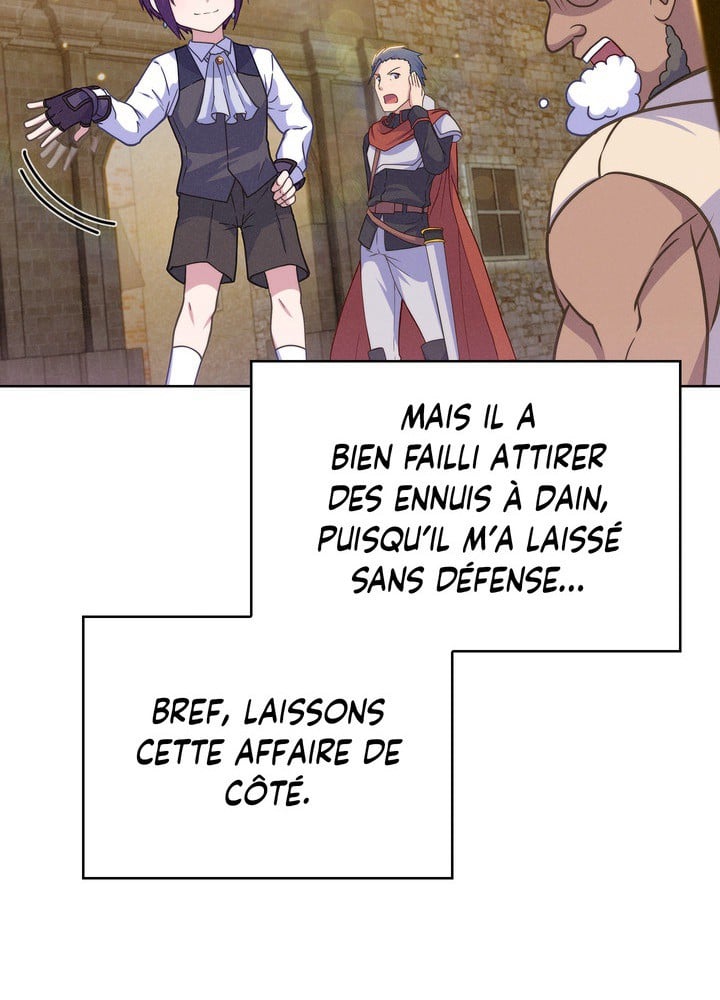 MAIS IL A
BIEN FAILLI ATTIRER
DES ENNUIS À DAIN,
PUISQU'IL M'A LAISSÉ
SANS DÉFENSE...
BREF, LAISSONS
CETTE AFFAIRE DE
CÔTÉ.